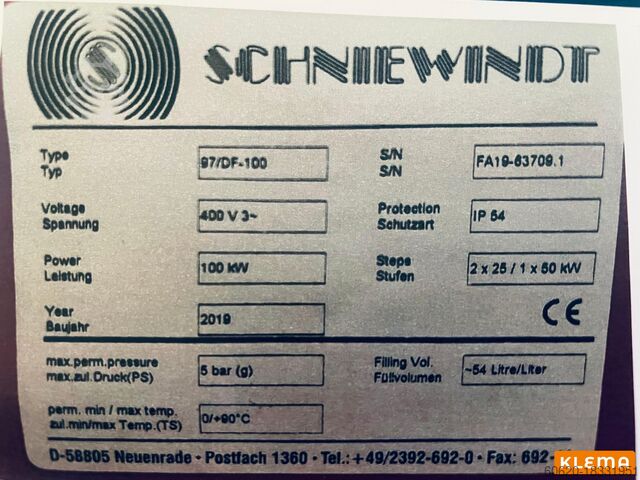 S SCHNIEWINDT
Type 97/DF-100 S/N FA19-63709.1
Typ S/N
Voltage 400 V 3~ Protection IP 54
Spannung Schutzart
Power 100 kW Steps 2 x 25 / 1 x 50 kW
Leistung Stufen
Year 2019 CE
Baujahr
max.perm.pressure 5 bar (g) Filling Vol. ~54 Litre/Liter
max.zul.Druck(PS) Füllvolumen
perm. min / max temp. 0/+90°C
zul.min/max Temp.(TS)
D-58805 Neuenrade · Postfach 1360 · Tel.: +49/2392-692-0 · Fax: 692-
KLEMA
60620-18331951